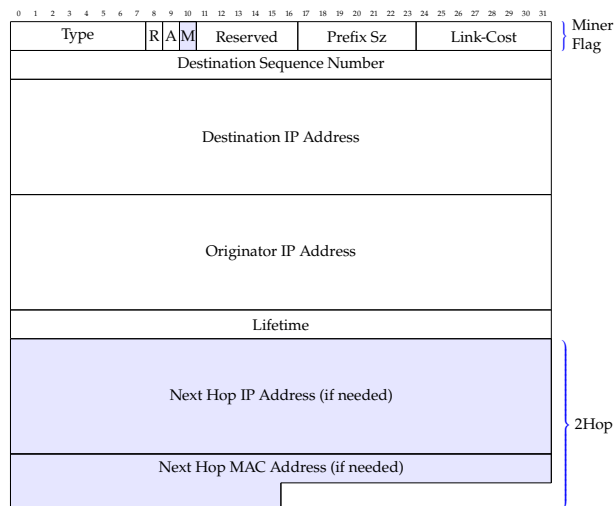 0 1 2 3 4 5 6 7 8 9 10 11 12 13 14 15 16 17 18 19 20 21 22 23 24 25 26 27 28 29 30 31
Type R A M Reserved Prefix Sz Link-Cost Miner
Flag
Destination Sequence Number
Destination IP Address
Originator IP Address
Lifetime
Next Hop IP Address (if needed)
2Hop
Next Hop MAC Address (if needed)